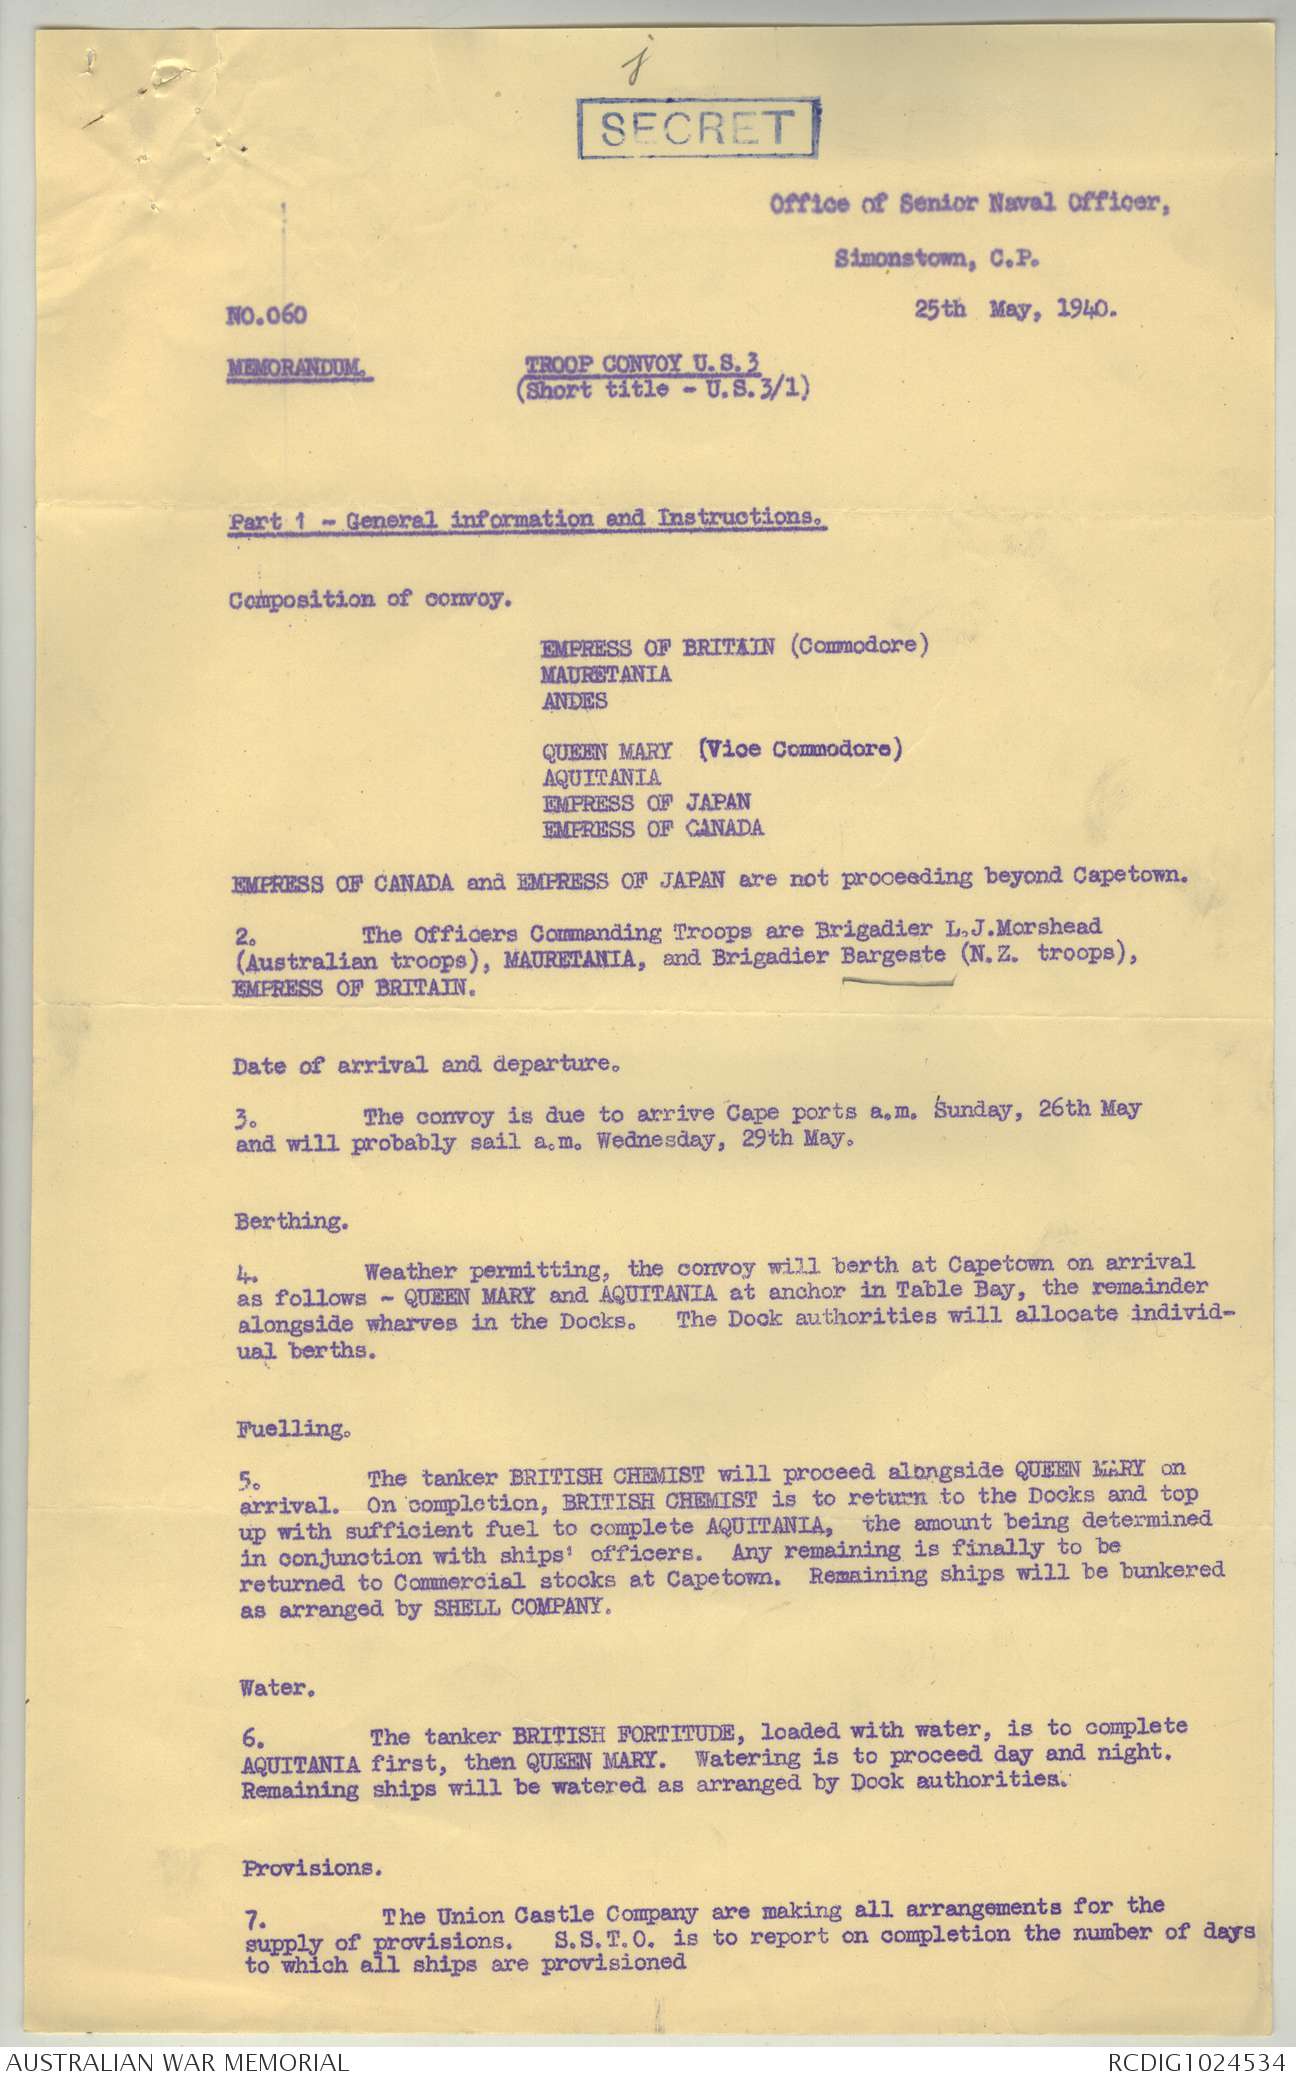 j
SECRET
Office of Senior Naval Officer,
Simonstown, C.P.
25th May, 1940.
NO.060
MEMORANDUM.
TROOP CONVOY U.S.3
(Short title - U.S.3/1)
Part 1 - General information and Instructions.
Composition of convoy.
EMPRESS OF BRITAIN (Commodore)
MAURETANIA
ANDES
QUEEN MARY (Vice Commodore)
AQUITANIA
EMPRESS OF JAPAN
EMPRESS OF CANADA
EMPRESS OF CANADA and EMPRESS OF JAPAN are not proceeding beyond Capetown.
2. The Officers Commanding Troops are Brigadier L.J.Morshead
(Australian troops), MAURETANIA, and Brigadier Bargeste (N.Z. troops),
EMPRESS OF BRITAIN.
Date of arrival and departure.
3. The convoy is due to arrive Cape ports a.m. Sunday, 26th May
and will probably sail a.m. Wednesday, 29th May.
Berthing.
4. Weather permitting, the convoy will berth at Capetown on arrival
as follows - QUEEN MARY and AQUITANIA at anchor in Table Bay, the remainder
alongside wharves in the Docks. The Dock authorities will allocate individ-
ual berths.
Fuelling.
5. The tanker BRITISH CHEMIST will proceed alongside QUEEN MARY on
arrival. On completion, BRITISH CHEMIST is to return to the Docks and top
up with sufficient fuel to complete AQUITANIA, the amount being determined
in conjunction with ships' officers. Any remaining is finally to be
returned to Commercial stocks at Capetown. Remaining ships will be bunkered
as arranged by SHELL COMPANY.
Water.
6. The tanker BRITISH FORTITUDE, loaded with water, is to complete
AQUITANIA first, then QUEEN MARY. Watering is to proceed day and night.
Remaining ships will be watered as arranged by Dock authorities.
Provisions.
7. The Union Castle Company are making all arrangements for the
supply of provisions. S.S.T.O. is to report on completion the number of days
to which all ships are provisioned
AUSTRALIAN WAR MEMORIAL
RCDIG1024534